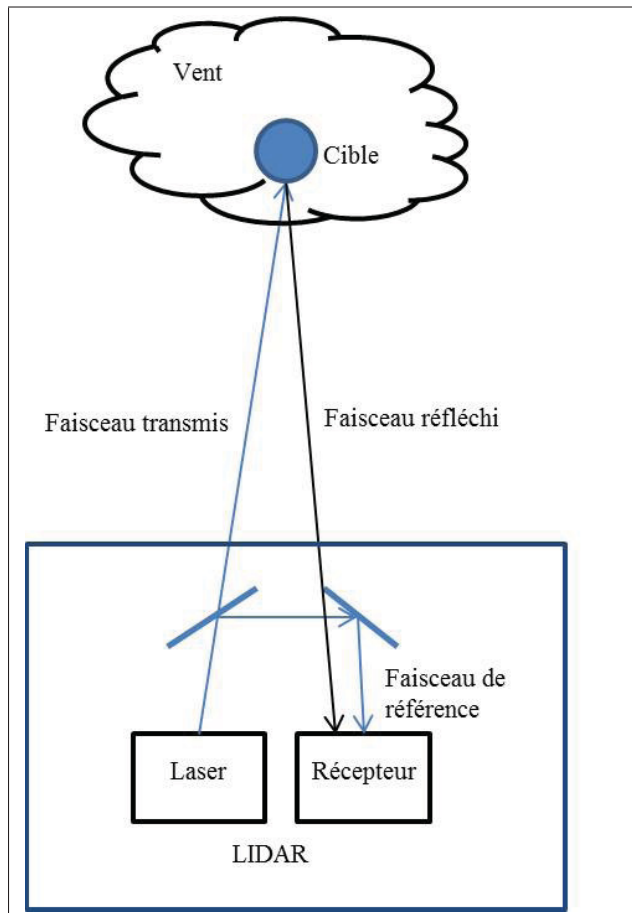 Vent
Cible
Faisceau transmis
Faisceau réfléchi
Faisceau de
référence
Laser
Récepteur
LIDAR